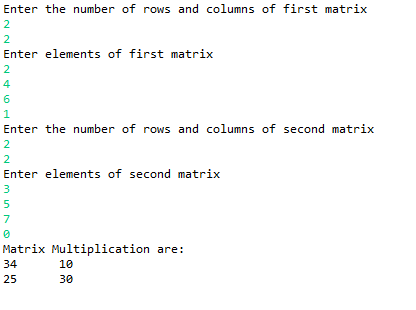 Enter the number of rows and columns of first matrix
2
2
Enter elements of first matrix
2
4
6
1
Enter the number of rows and columns of second matrix
2
2
Enter elements of second matrix
3
5
7
0
Matrix Multiplication are:
34      10
25      30